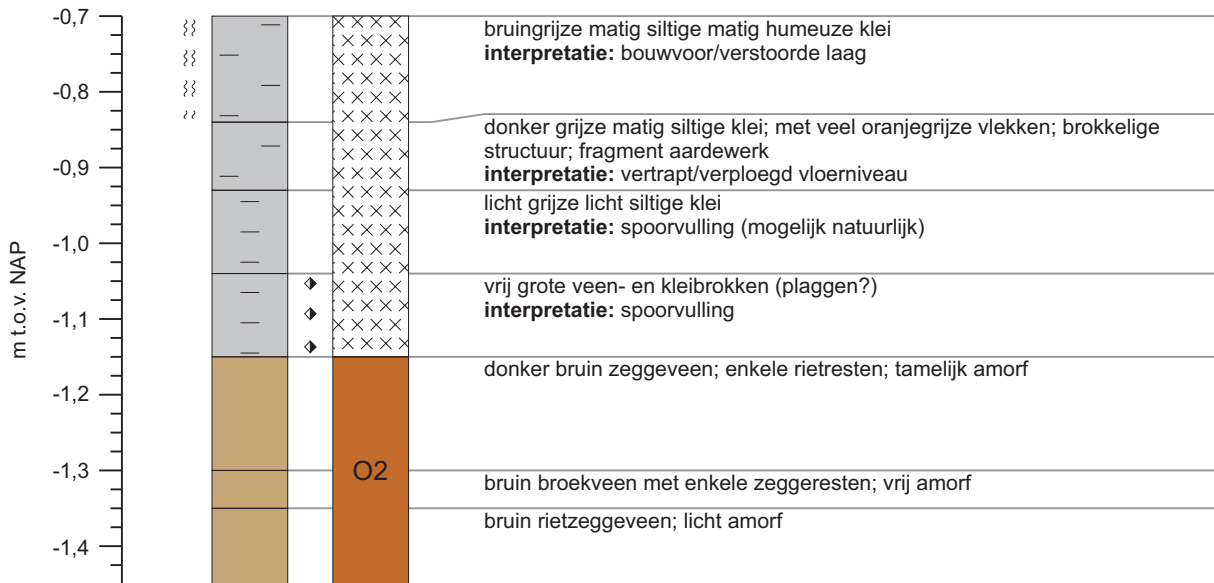 -0,7
bruingrijze matig siltige matig humeuze klei
interpretatie: bouwvoor/verstoorde laag
-0,8
donker grijze matig siltige klei; met veel oranjegrijze vlekken; brokkelige
structuur; fragment aardewerk
-0,9
interpretatie: vertrapt/verploegd vloerniveau
licht grijze licht siltige klei
interpretatie: spoorvulling (mogelijk natuurlijk)
-1,0
m t.o.v. NAP
vrij grote veen- en kleibrokken (plaggen?)
interpretatie: spoorvulling
-1,1
donker bruin zeggeveen; enkele rietresten; tamelijk amorf
-1,2
-1,3
O2
bruin broekveen met enkele zeggeresten; vrij amorf
bruin rietzeggeveen; licht amorf
-1,4